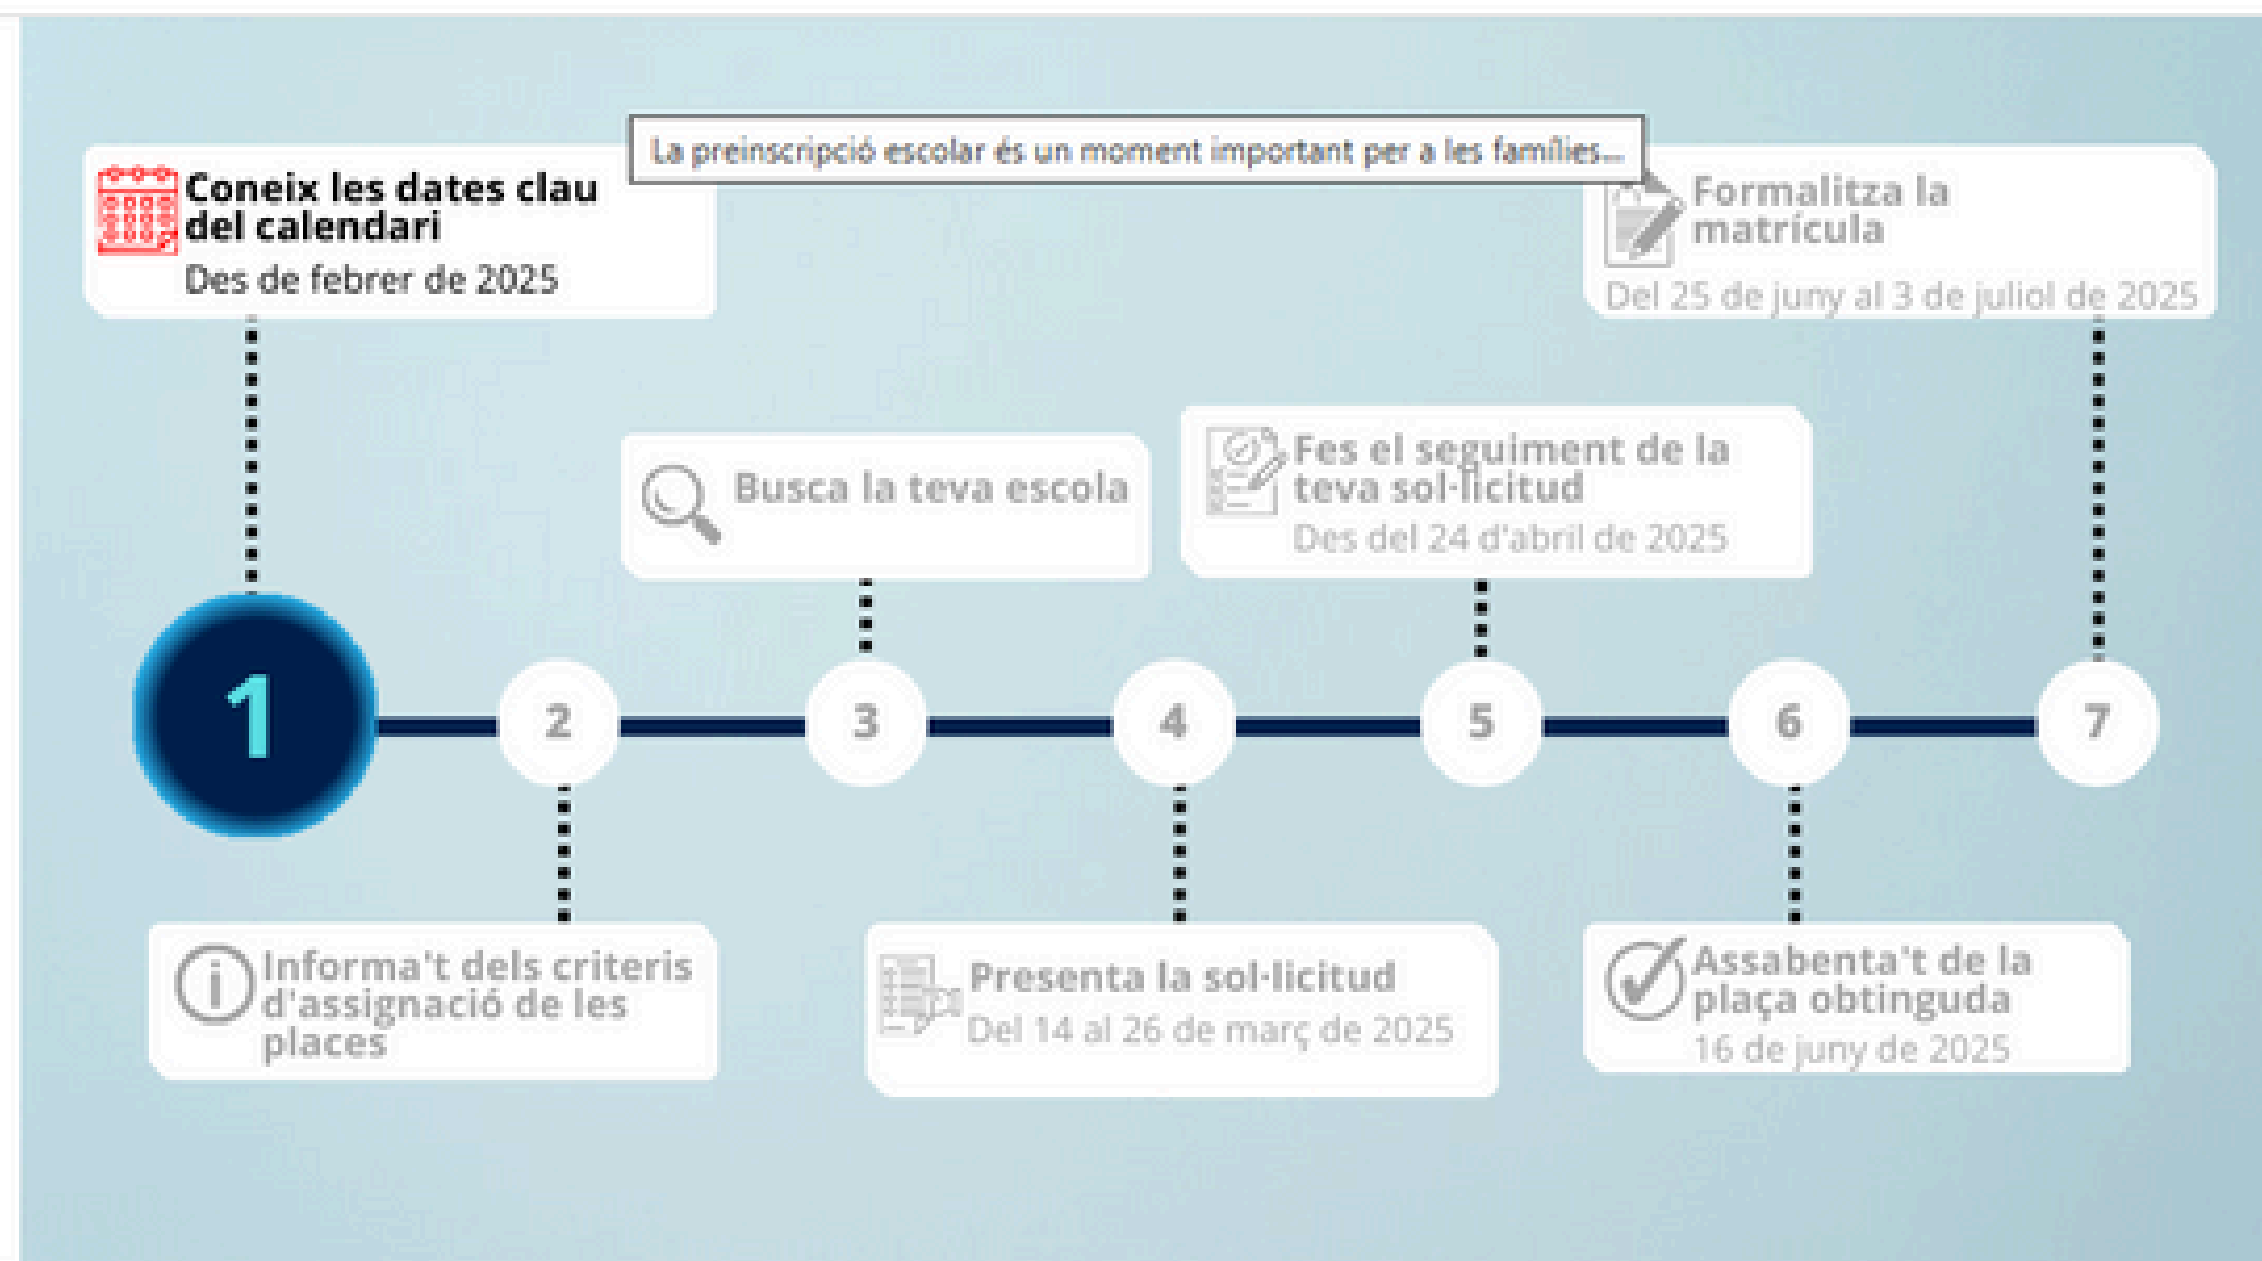 La preinscripció escolar és un moment important per a les famílies...
Coneix les dates clau
del calendari
Des de febrer de 2025
Formalitza la
matrícula
Del 25 de juny al 3 de juliol de 2025
Busca la teva escola
Fes el seguiment de la
teva sol·licitud
Des del 24 d'abril de 2025
1
2
3
4
5
6
7
Informa't dels criteris
d'assignació de les
places
Presenta la sol·licitud
Del 14 al 26 de març de 2025
Assabenta't de la
plaça obtinguda
16 de juny de 2025